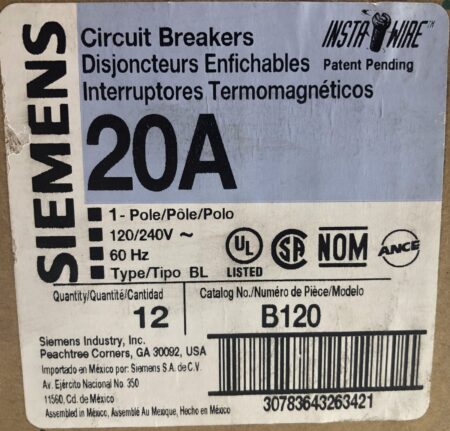 SIEMENS
Circuit Breakers
Disjoncteurs Enfichables
Interruptores Termomagnéticos
INSTA WIRE™
Patent Pending
20A
1 - Pole/Pôle/Polo
120/240V ~
60 Hz
Type/Tipo BL
UL
LISTED
SA
NOM
ANCE
Quantity/Quantité/Cantidad
12
Catalog No./Numéro de Pièce/Modelo
B120
Siemens Industry, Inc.
Peachtree Corners, GA 30092, USA
Importado en México por: Siemens S.A. de C.V.
Av. Ejército Nacional No. 350
11560, Cd. de México
Assembled in México, Assemblé Au Mexique, Hecho en México
30783643263421